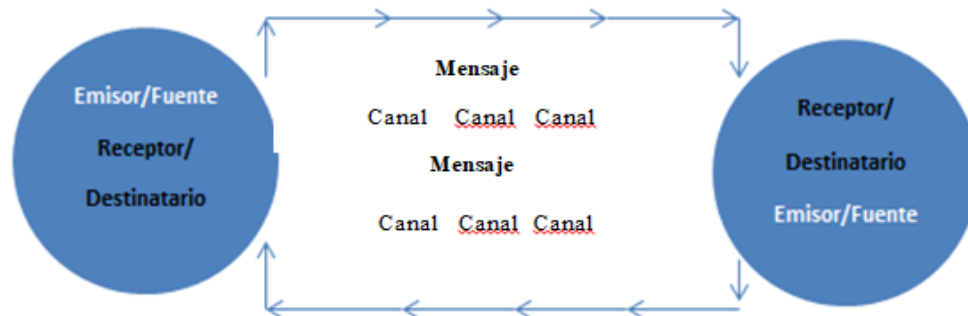 Emisor/Fuente
Receptor/
Destinatario
Mensaje
Canal Canal Canal
Mensaje
Canal Canal Canal
Receptor/
Destinatario
Emisor/Fuente